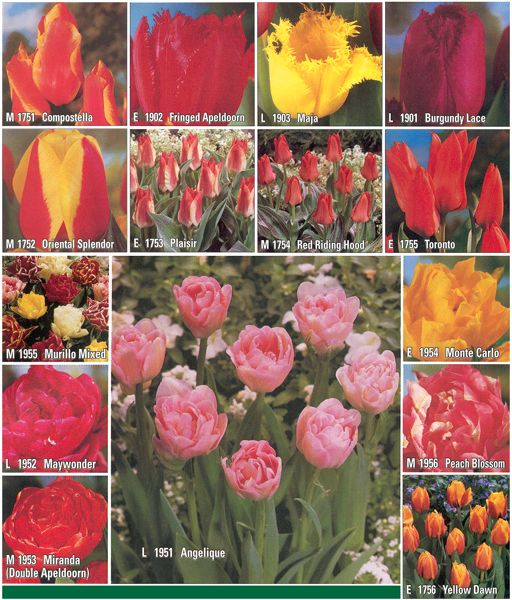 M 1751 Compostella
E 1902 Fringed Apeldoorn
L 1903 Maja
L 1901 Burgundy Lace
M 1752 Oriental Splendor
E 1753 Plaisir
M 1754 Red Riding Hood
E 1755 Toronto
M 1955 Murillo Mixed
E 1954 Monte Carlo
L 1952 Maywonder
M 1956 Peach Blossom
M 1953 Miranda
(Double Apeldoorn)
L 1951 Angelique
E 1756 Yellow Dawn